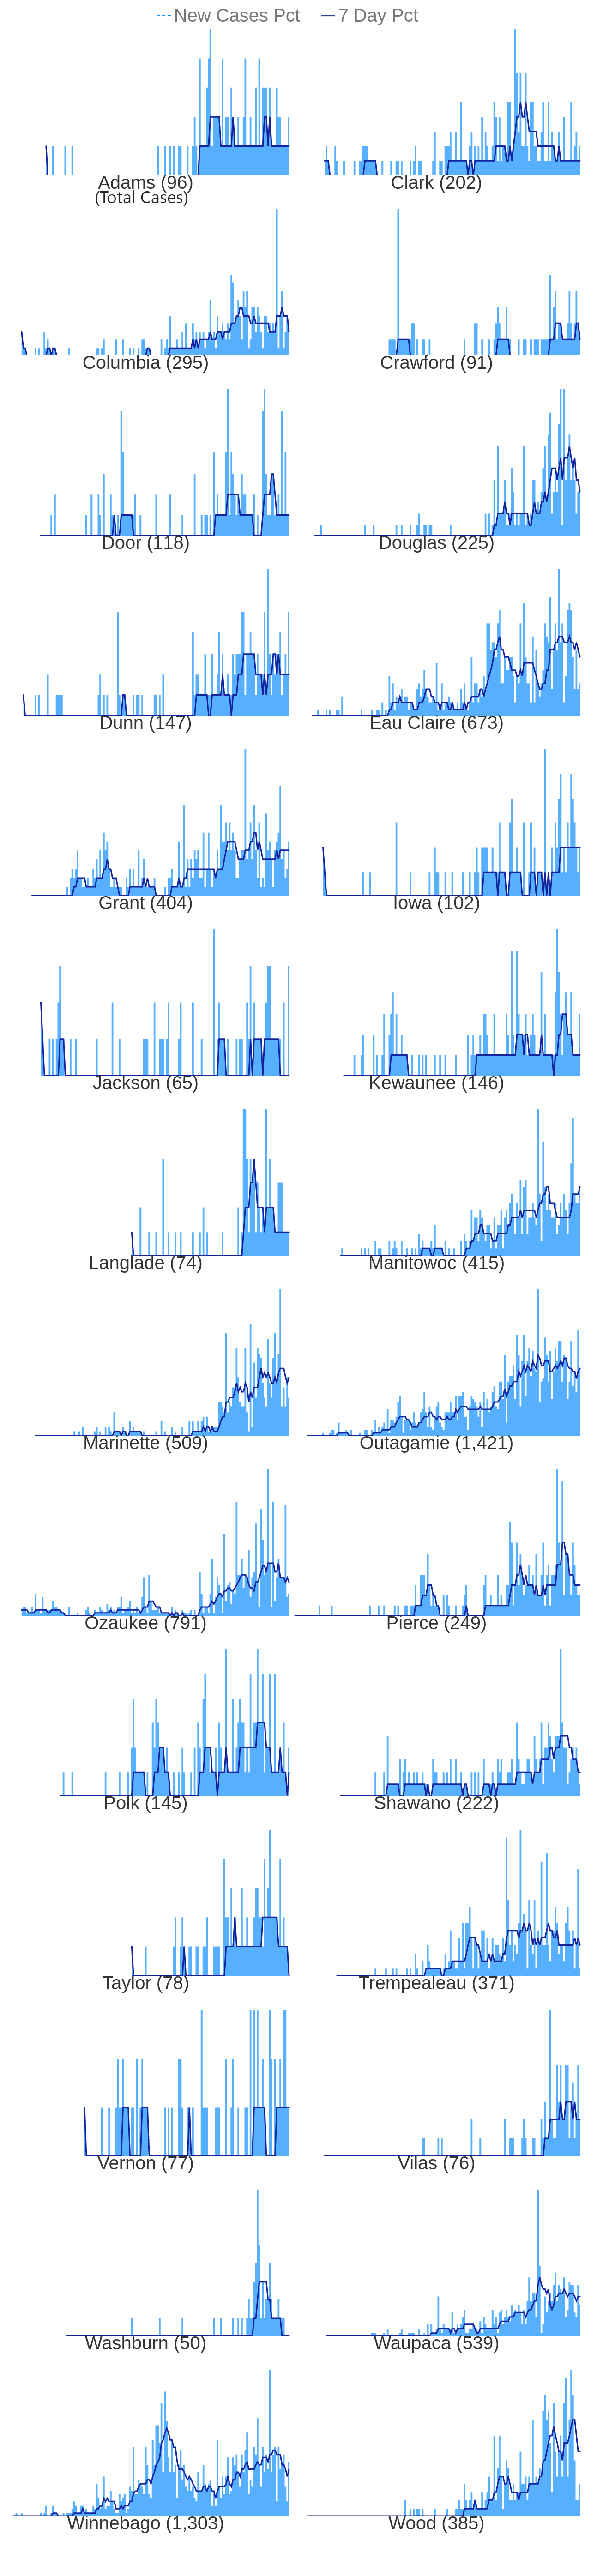 New Cases Pct 7 Day Pct
Adams (96) Clark (202)
(Total Cases)
Columbia (295) Crawford (91)
Door (118) Douglas (225)
Dunn (147) Eau Claire (673)
Grant (404) Iowa (102)
Jackson (65) Kewaunee (146)
Langlade (74) Manitowoc (415)
Marinette (509) Outagamie (1,421)
Ozaukee (791) Pierce (249)
Polk (145) Shawano (222)
Taylor (78) Trempealeau (371)
Vernon (77) Vilas (76)
Washburn (50) Waupaca (539)
Winnebago (1,303) Wood (385)